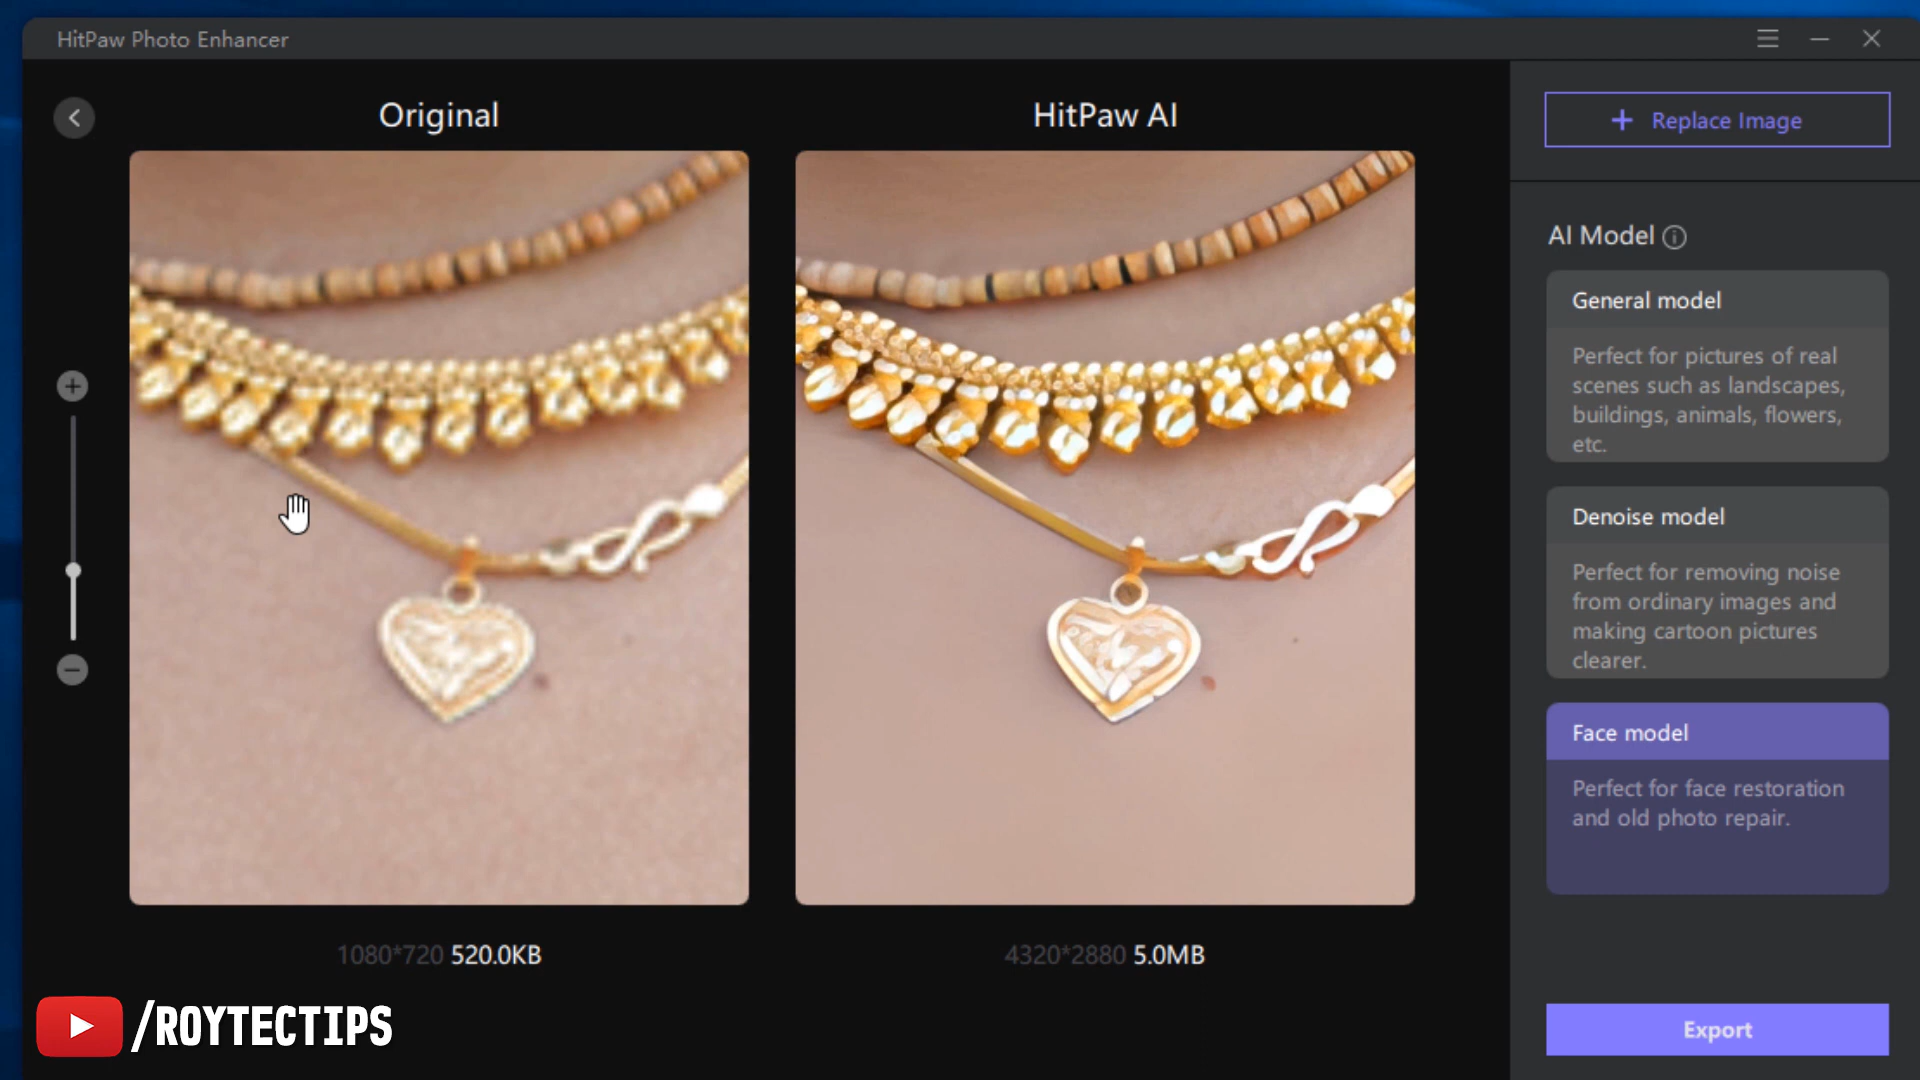 HitPaw Photo Enhancer
Original
HitPaw AI
+ Replace Image
AI Model
General model
Perfect for pictures of real
scenes such as landscapes,
buildings, animals, flowers,
etc.
Denoise model
Perfect for removing noise
from ordinary images and
making cartoon pictures
clearer.
Face model
Perfect for face restoration
and old photo repair.
1080*720 520.0KB
4320*2880 5.0MB
/ROYTECTIPS
Export